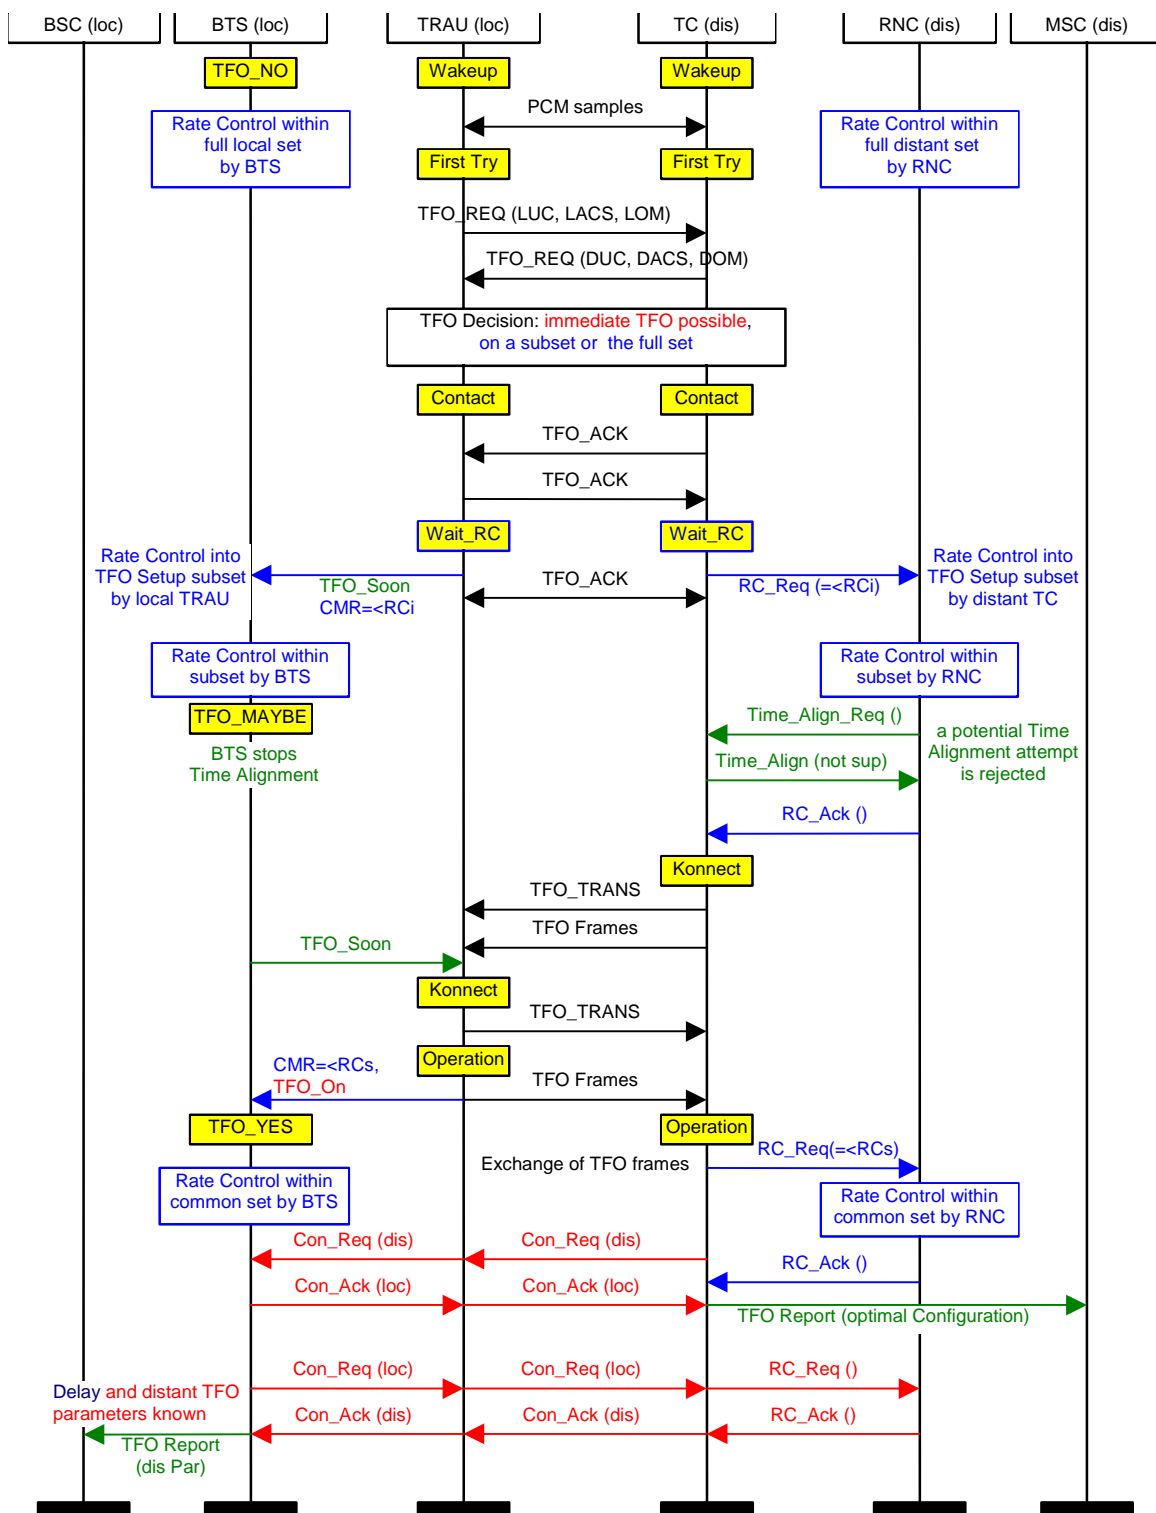 BSC (loc)
BTS (loc)
TRAU (loc)
TC (dis)
RNC (dis)
MSC (dis)
TFO_NO
Wakeup
Wakeup
PCM samples
Rate Control within
full local set
by BTS
Rate Control within
full distant set
by RNC
First Try
First Try
TFO_REQ (LUC, LACS, LOM)
TFO_REQ (DUC, DACS, DOM)
TFO Decision: immediate TFO possible,
on a subset or the full set
Contact
Contact
TFO_ACK
TFO_ACK
Wait_RC
Wait_RC
Rate Control into
TFO Setup subset
by local TRAU
TFO_Soon
CMR=<RCi
TFO_ACK
RC_Req (=<RCi)
Rate Control into
TFO Setup subset
by distant TC
Rate Control within
subset by BTS
Rate Control within
subset by RNC
TFO_MAYBE
BTS stops
Time Alignment
Time_Align_Req ()
Time_Align (not sup)
a potential Time
Alignment attempt
is rejected
RC_Ack ()
Konnect
TFO_TRANS
TFO Frames
TFO_Soon
Konnect
TFO_TRANS
Operation
CMR=<RCs,
TFO_On
TFO Frames
TFO_YES
Operation
Exchange of TFO frames
RC_Req(=<RCs)
Rate Control within
common set by BTS
Rate Control within
common set by RNC
Con_Req (dis)
Con_Req (dis)
RC_Ack ()
Con_Ack (loc)
Con_Ack (loc)
TFO Report (optimal Configuration)
Con_Req (loc)
Con_Req (loc)
RC_Req ()
Delay and distant TFO
parameters known
Con_Ack (dis)
Con_Ack (dis)
RC_Ack ()
TFO Report
(dis Par)